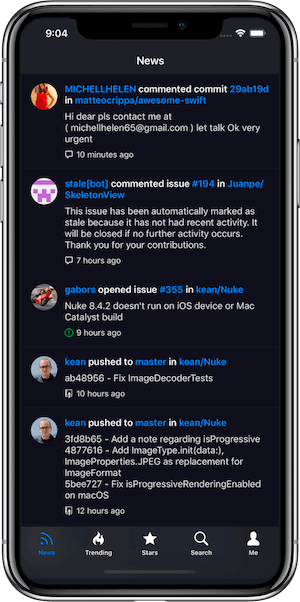 9:04
News
MICHELLHELEN commented commit 29ab19d
in matteocrippa/awesome-swift
Hi dear pls contact me at
( michellhelen65@gmail.com ) let talk Ok very
urgent
10 minutes ago
stale[bot] commented issue #194 in Juanpe/
SkeletonView
This issue has been automatically marked as
stale because it has not had recent activity. It
will be closed if no further activity occurs.
Thank you for your contributions.
7 hours ago
gabors opened issue #355 in kean/Nuke
Nuke 8.4.2 doesn't run on iOS device or Mac
Catalyst build
9 hours ago
kean pushed to master in kean/Nuke
ab48956 - Fix ImageDecoderTests
10 hours ago
kean pushed to master in kean/Nuke
3fd8b65 - Add a note regarding isProgressive
4877616 - Add ImageType.init(data:),
ImageProperties.JPEG as replacement for
ImageFormat
5bee727 - Fix isProgressiveRenderingEnabled
on macOS
12 hours ago
News
Trending
Stars
Search
Me